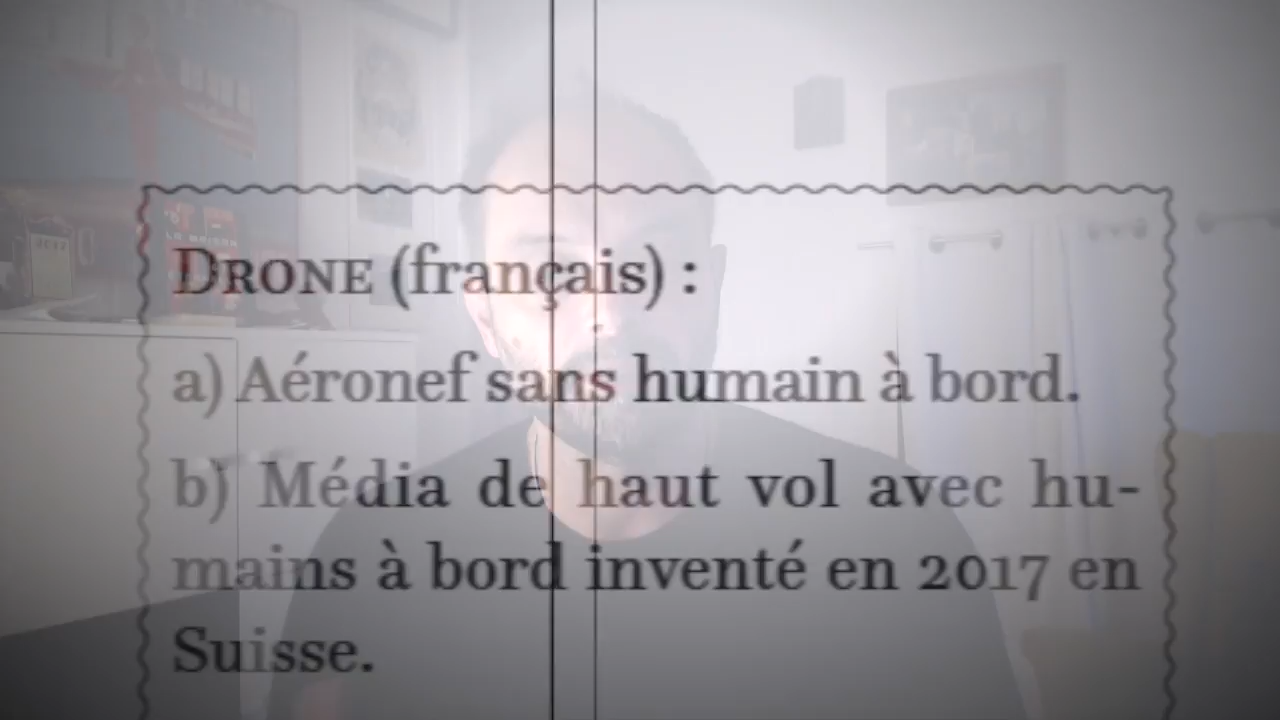 DRONE (français) :
a) Aéronef sans humain à bord.
b) Média de haut vol avec hu-
mains à bord inventé en 2017 en
Suisse.